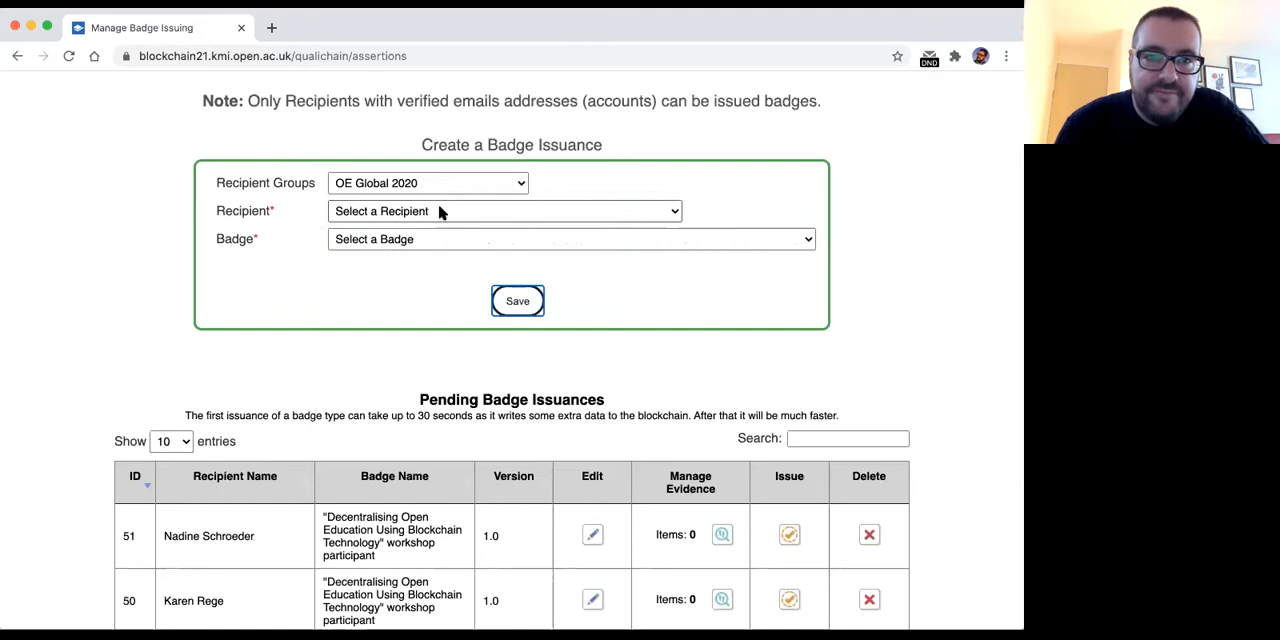 Manage Badge Issuing
blockchain21.kmi.open.ac.uk/qualichain/assertions
DND
Note: Only Recipients with verified emails addresses (accounts) can be issued badges.
Create a Badge Issuance
Recipient Groups OE Global 2020
Recipient* Select a Recipient
Badge* Select a Badge
Save
Pending Badge Issuances
The first issuance of a badge type can take up to 30 seconds as it writes some extra data to the blockchain. After that it will be much faster.
Show 10 entries Search:
ID Recipient Name Badge Name Version Edit Manage Evidence Issue Delete
51 Nadine Schroeder "Decentralising Open
Education Using Blockchain
Technology" workshop
participant 1.0 Items: 0
50 Karen Rege "Decentralising Open
Education Using Blockchain
Technology" workshop
participant 1.0 Items: 0